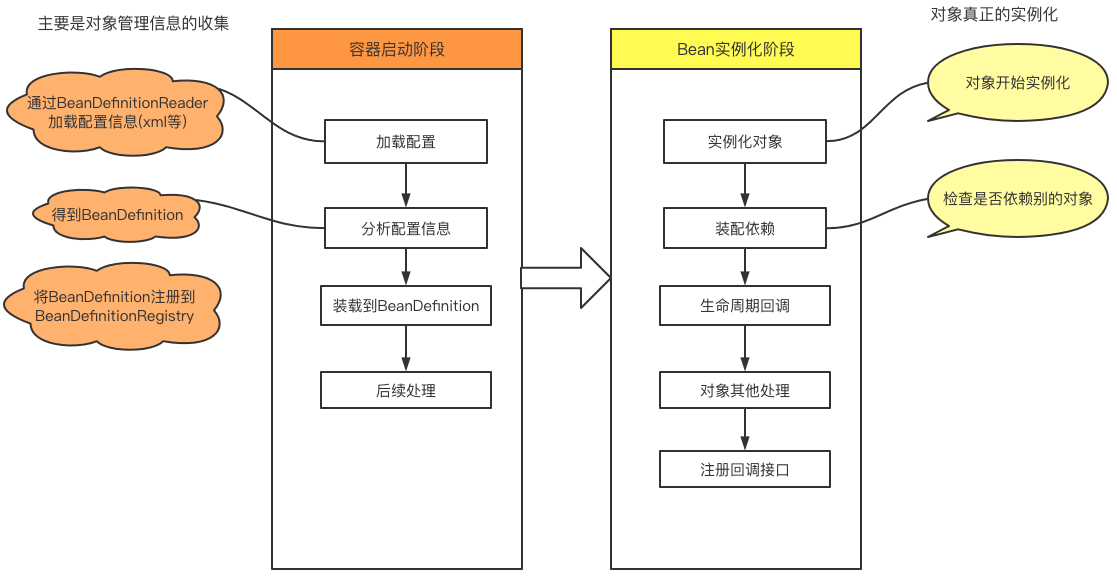 主要是对象管理信息的收集
对象真正的实例化
容器启动阶段
Bean实例化阶段
通过BeanDefinitionReader
加载配置信息(xml等)
得到BeanDefinition
将BeanDefinition注册到
BeanDefinitionRegistry
加载配置
分析配置信息
装载到BeanDefinition
后续处理
实例化对象
装配依赖
生命周期回调
对象其他处理
注册回调接口
对象开始实例化
检查是否依赖别的对象